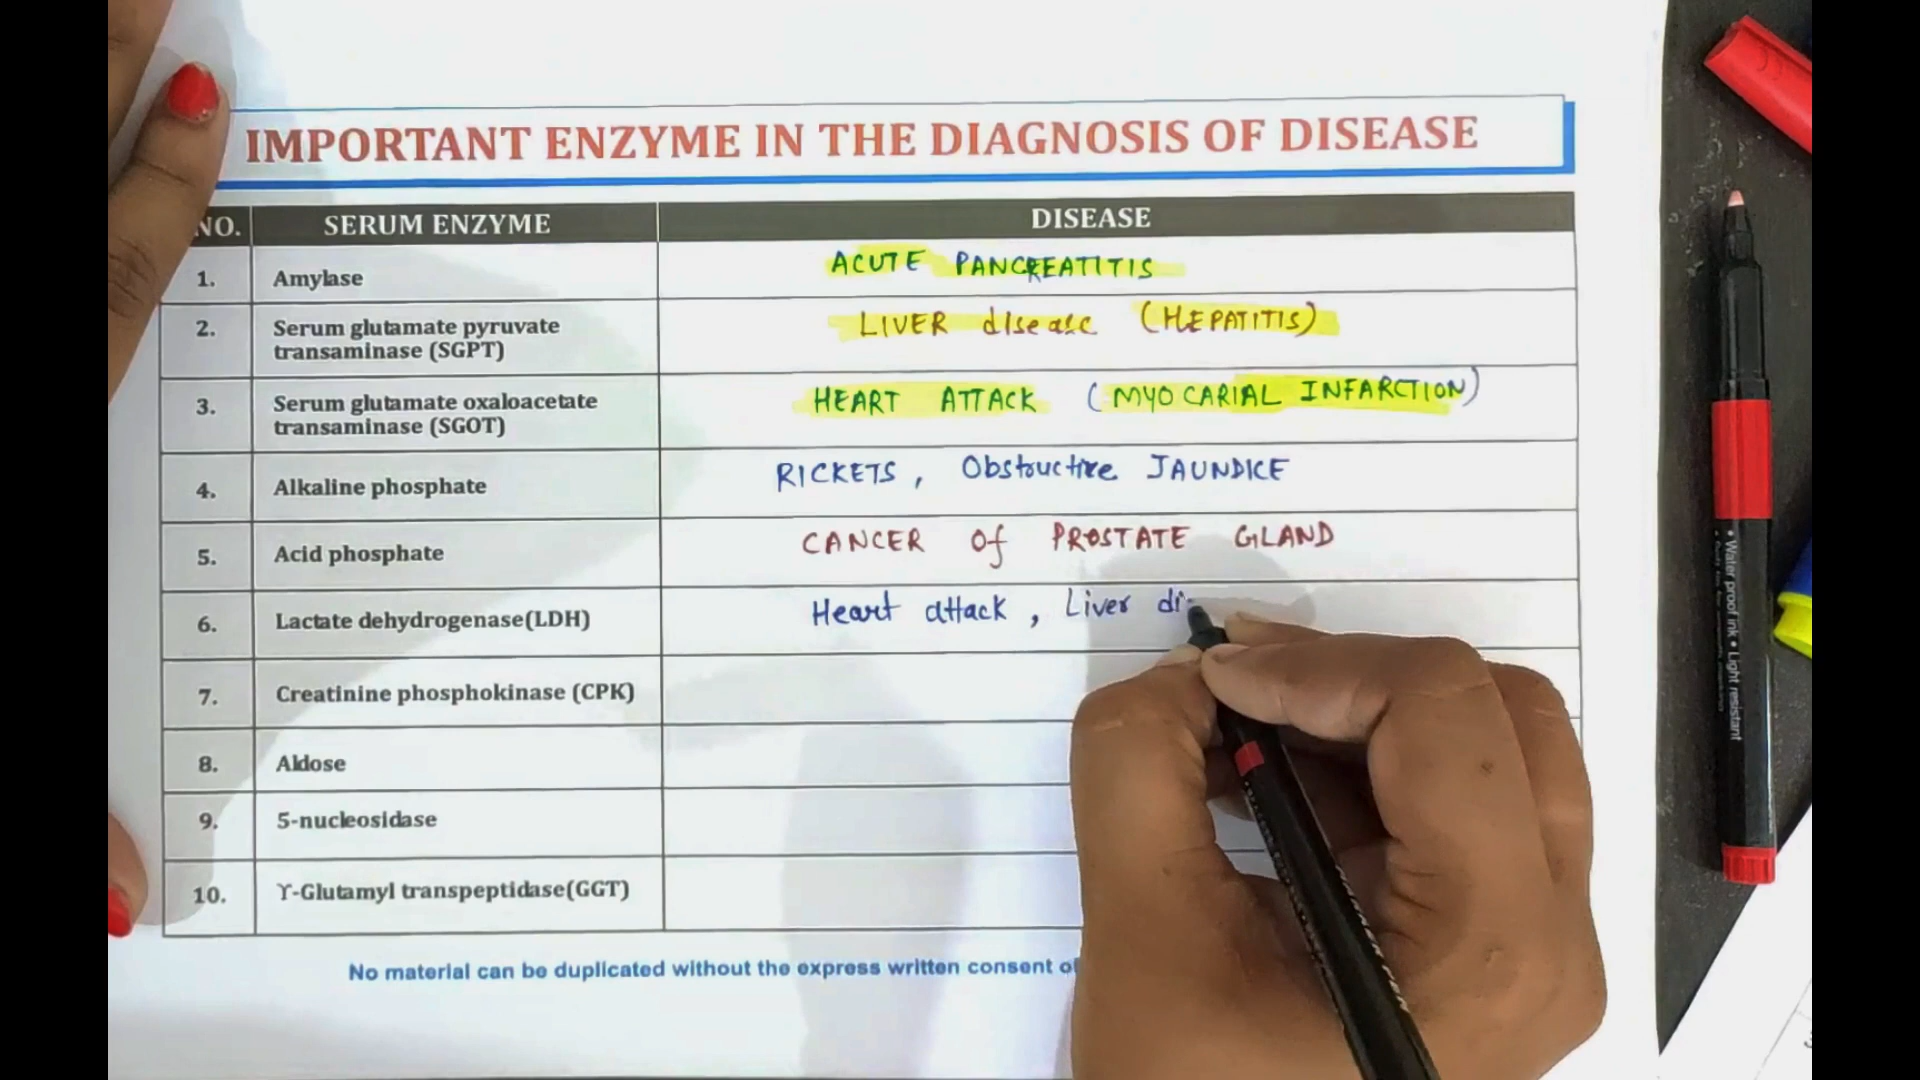 IMPORTANT ENZYME IN THE DIAGNOSIS OF DISEASE
NO. SERUM ENZYME DISEASE
1. Amylase ACUTE PANCREATITIS
2. Serum glutamate pyruvate transaminase (SGPT) LIVER disease (HEPATITIS)
3. Serum glutamate oxaloacetate transaminase (SGOT) HEART ATTACK (MYOCARIAL INFARCTION)
4. Alkaline phosphate RICKETS, Obstructive JAUNDICE
5. Acid phosphate CANCER Of PROSTATE GLAND
6. Lactate dehydrogenase(LDH) Heart attack, Liver di
7. Creatinine phosphokinase (CPK)
8. Aldose
9. 5-nucleosidase
10. ϒ-Glutamyl transpeptidase(GGT)
No material can be duplicated without the express written consent of
• Water proof ink • Light resistant